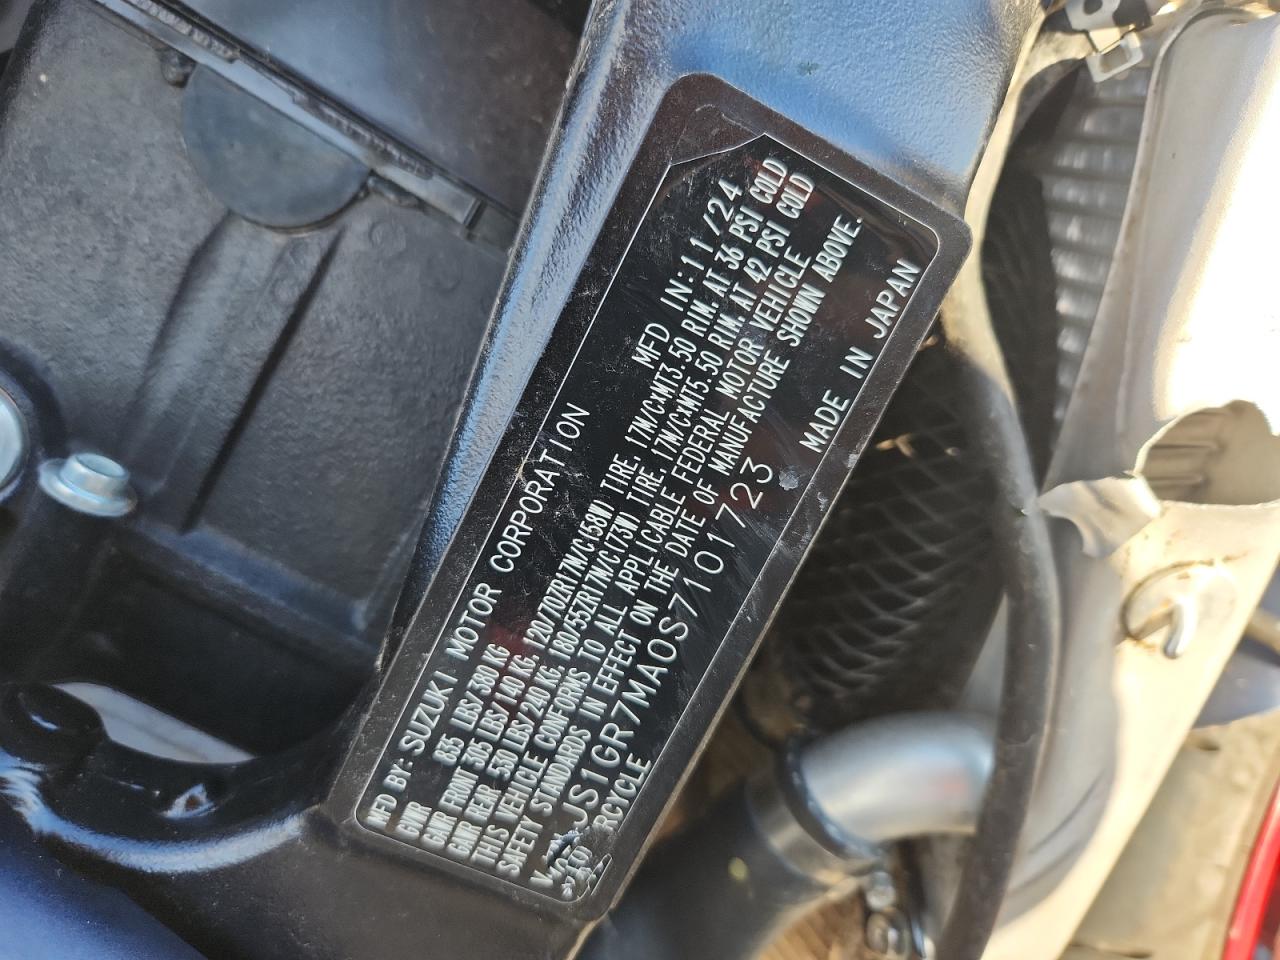 MFD BY: SUZUKI MOTOR CORPORATION MFD IN: 11/24
GVWR 835 LBS/380 KG
GAWR FRONT 305 LBS/140 KG, 120/70ZR17M/C(58W) TIRE, 17M/C×MT3.50 RIM. AT 36 PSI COLD
GAWR REAR 530 LBS/240 KG, 180/55ZR17M/C(73W) TIRE, 17M/C×MT5.50 RIM. AT 42 PSI COLD
THIS VEHICLE CONFORMS TO ALL APPLICABLE FEDERAL MOTOR VEHICLE
SAFETY STANDARDS IN EFFECT ON THE DATE OF MANUFACTURE SHOWN ABOVE.
JS1GR7MA0S7101723 MADE IN JAPAN
RCYCLE